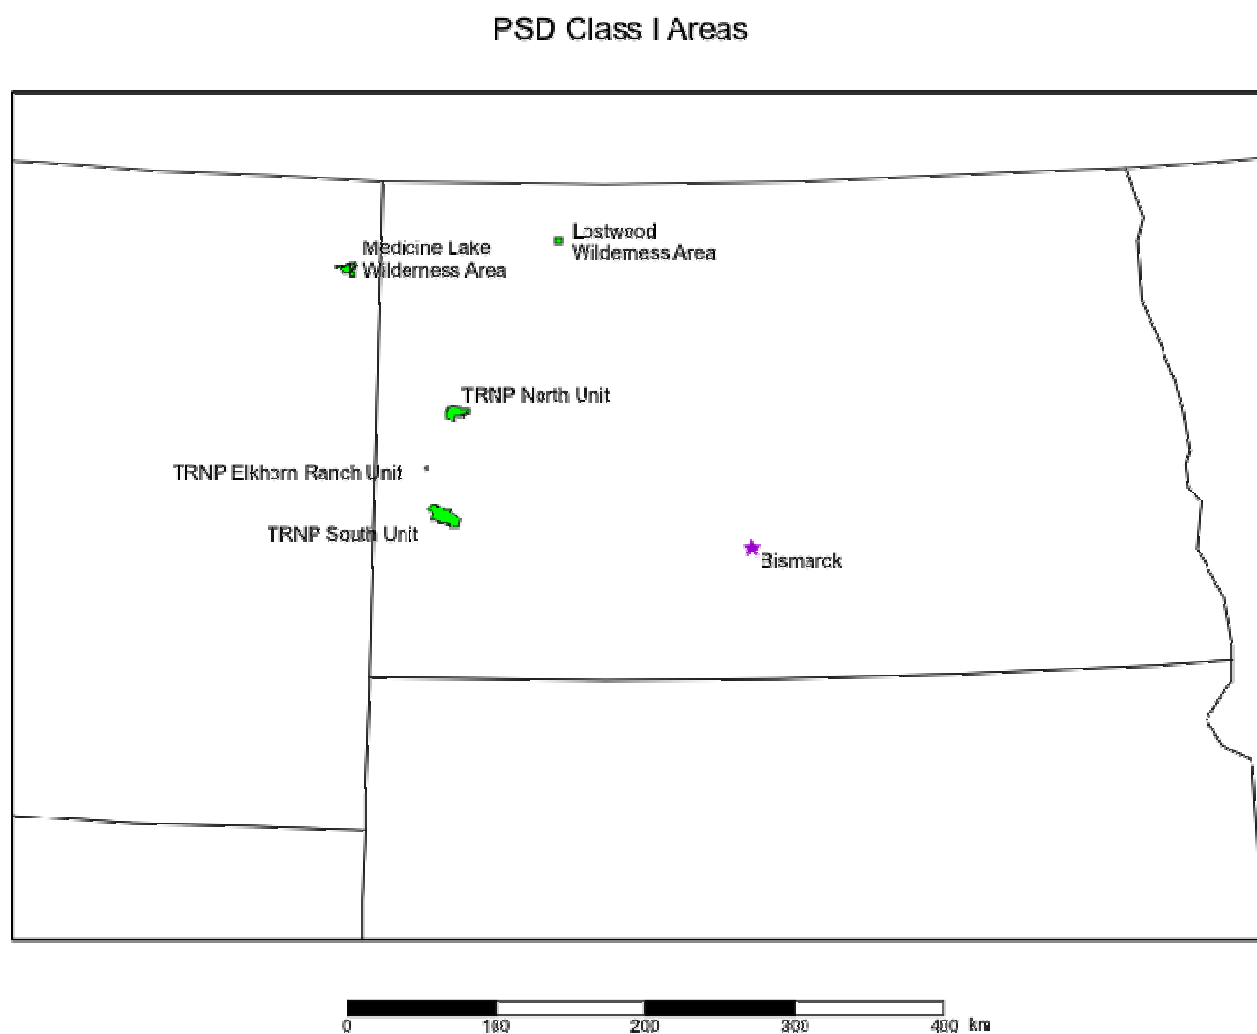 PSD Class I Areas
Lostwood
Wilderness Area
Medicine Lake
Wilderness Area
TRNP North Unit
TRNP Elkhorn Ranch Unit
TRNP South Unit
Bismarck
0 100 200 300 400 km